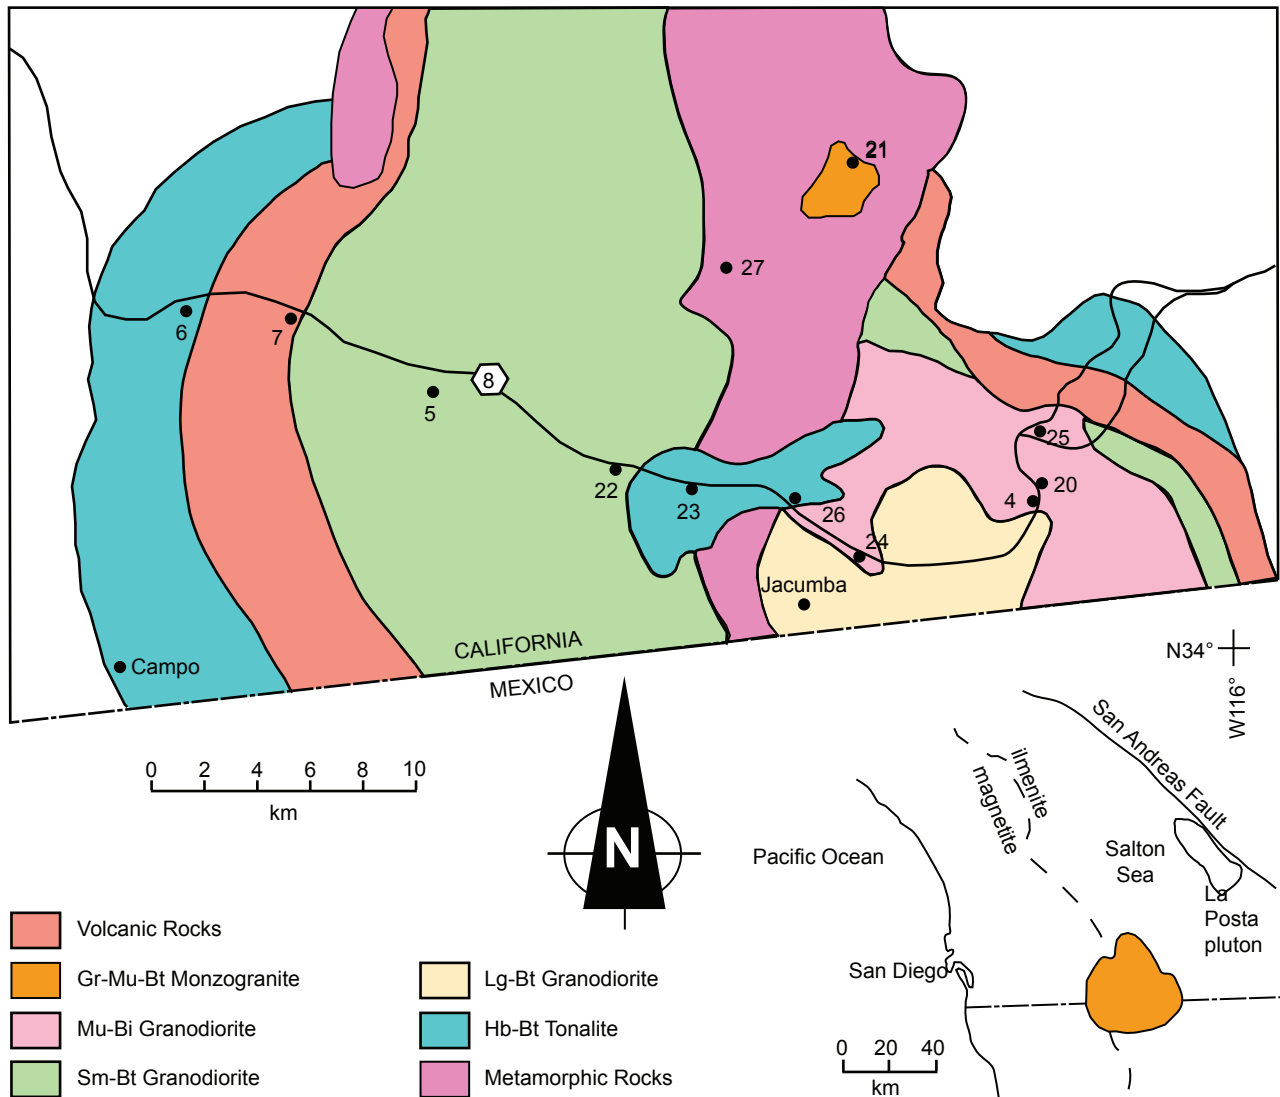 21
27
6
7
8
5
25
22
23
26
4
20
24
Jacumba
CALIFORNIA
MEXICO
Campo
N34°
W116°
0 2 4 6 8 10
km
N
San Andreas Fault
ilmenite
magnetite
Pacific Ocean
Salton
Sea
La
Posta
pluton
San Diego
0 20 40
km
Volcanic Rocks
Gr-Mu-Bt Monzogranite
Mu-Bi Granodiorite
Sm-Bt Granodiorite
Lg-Bt Granodiorite
Hb-Bt Tonalite
Metamorphic Rocks